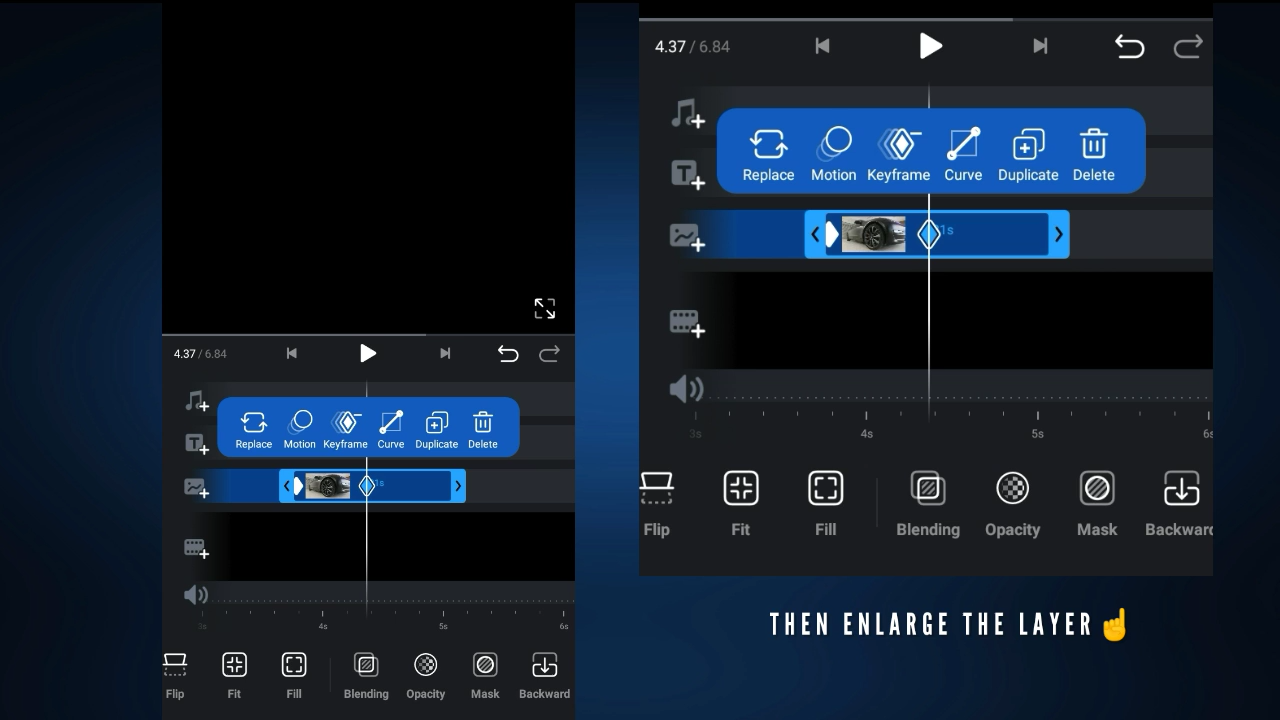 4.37 / 6.84
Replace Motion Keyframe Curve Duplicate Delete
1s
3s 4s 5s 6s
Flip Fit Fill Blending Opacity Mask Backward
4.37 / 6.84
Replace Motion Keyframe Curve Duplicate Delete
1s
3s 4s 5s 6s
Flip Fit Fill Blending Opacity Mask Backward
THEN ENLARGE THE LAYER☝️